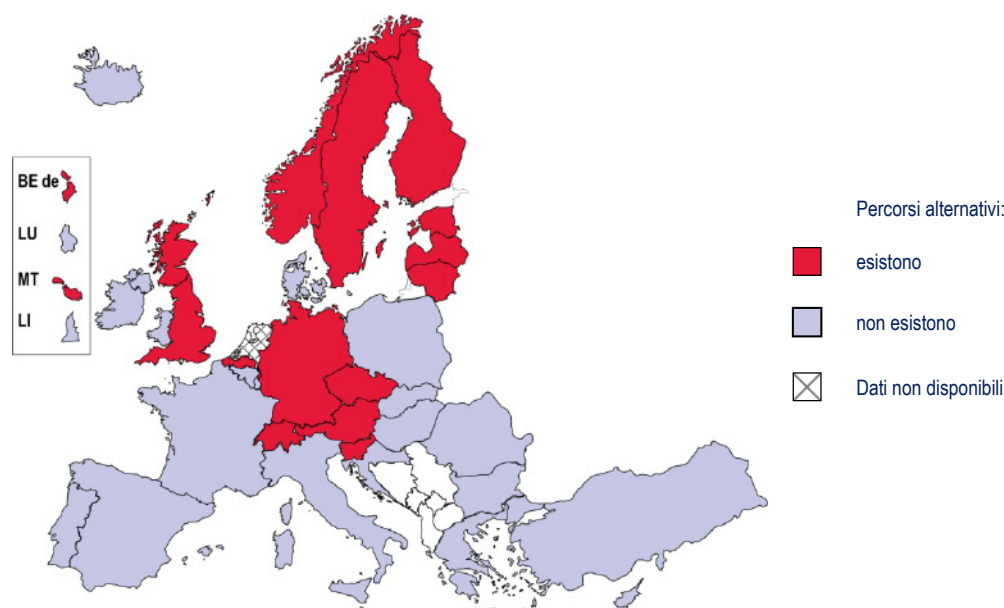 BE de
LU
MT
LI
Percorsi alternativi:
esistono
non esistono
Dati non disponibili